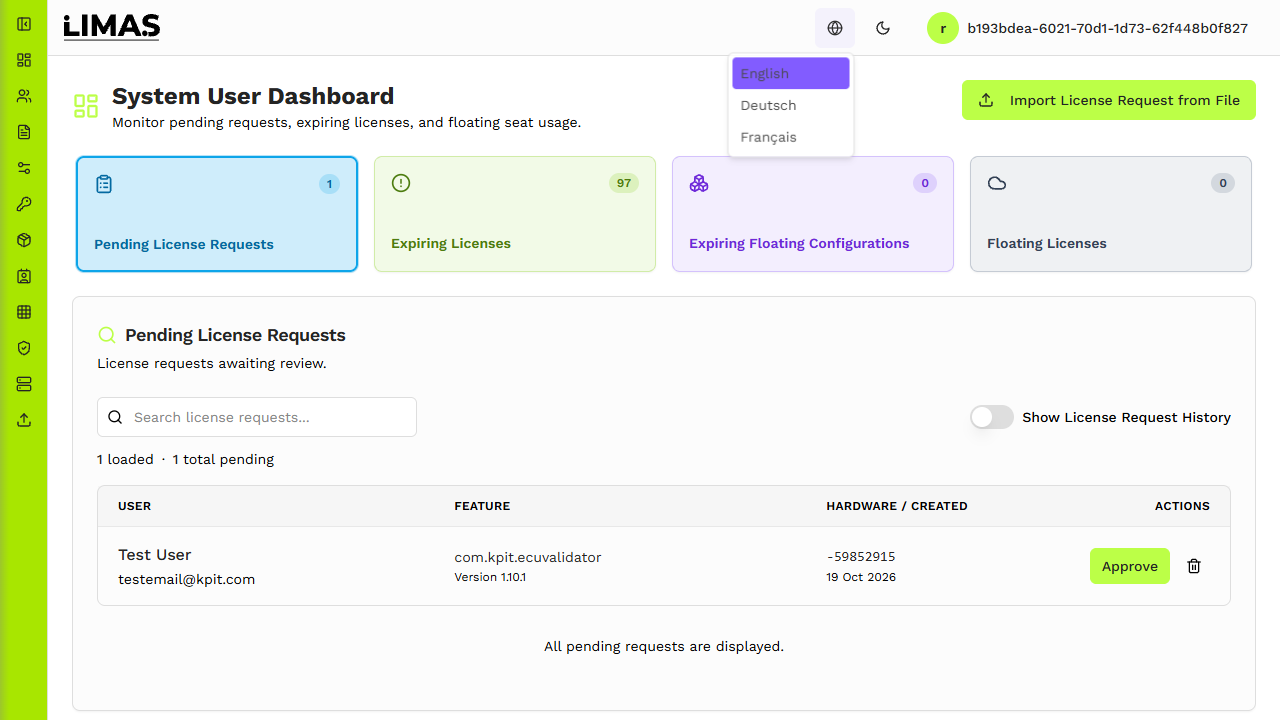 LIMAS
r
b193bdea-6021-70d1-1d73-62f448b0f827
English
Deutsch
Français
System User Dashboard
Monitor pending requests, expiring licenses, and floating seat usage.
Import License Request from File
1
Pending License Requests
97
Expiring Licenses
0
Expiring Floating Configurations
0
Floating Licenses
Pending License Requests
License requests awaiting review.
Search license requests...
Show License Request History
1 loaded · 1 total pending
USER FEATURE HARDWARE / CREATED ACTIONS
Test User
testemail@kpit.com
com.kpit.ecuvalidator
Version 1.10.1
-59852915
19 Oct 2026
Approve
All pending requests are displayed.